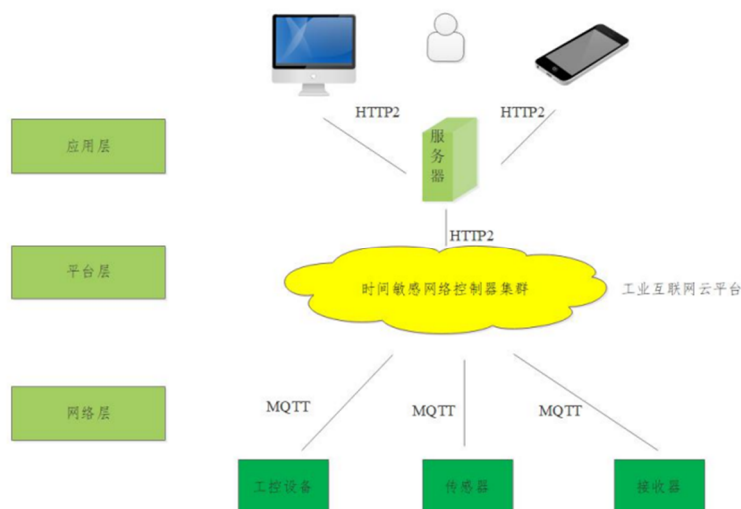 HTTP2
HTTP2
应用层
服务器
HTTP2
平台层
时间敏感网络控制器集群
工业互联网云平台
网络层
MQTT
MQTT
MQTT
工控设备
传感器
接收器